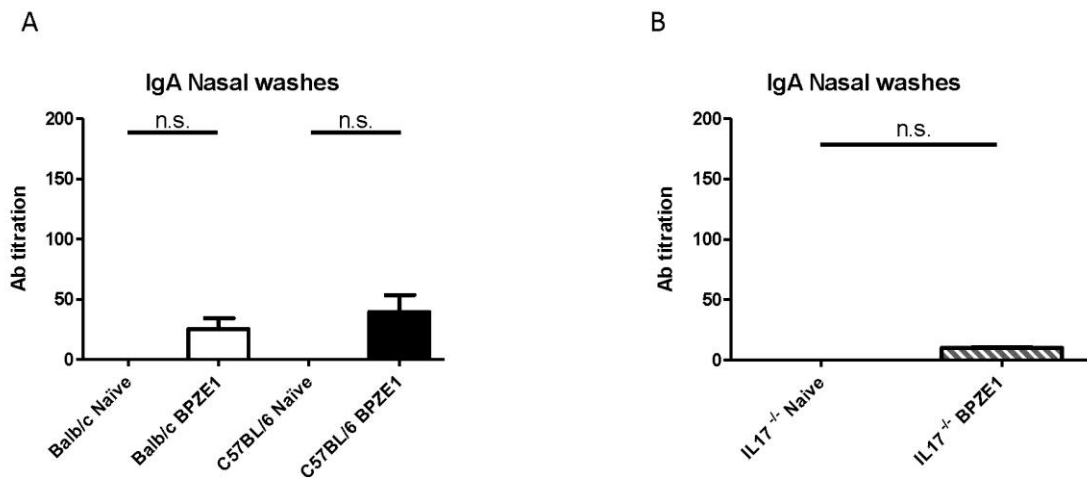 A
IgA Nasal washes
200
150
100
50
0
Ab titration
n.s.
n.s.
Balb/c Naïve
Balb/c BPZE1
C57BL/6 Naïve
C57BL/6 BPZE1
B
IgA Nasal washes
200
150
100
50
0
Ab titration
n.s.
IL17 -/- Naïve
IL17 -/- BPZE1